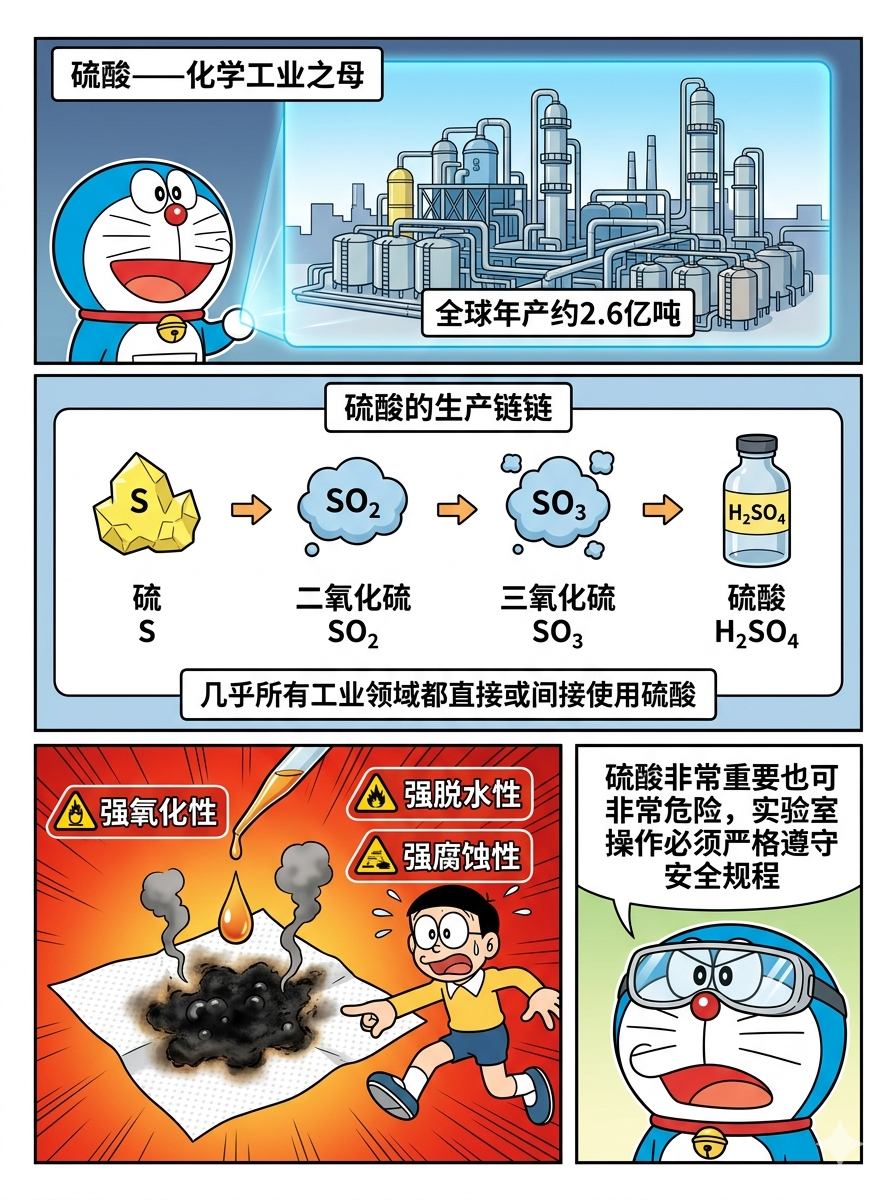 硫酸——化学工业之母
全球年产约2.6亿吨
硫酸的生产链链
S
SO₂
SO₃
H₂SO₄
硫
S
二氧化硫
SO₂
三氧化硫
SO₃
硫酸
H₂SO₄
几乎所有工业领域都直接或间接使用硫酸
强氧化性
强脱水性
强腐蚀性
硫酸非常重要也可
非常危险，实验室
操作必须严格遵守
安全规程